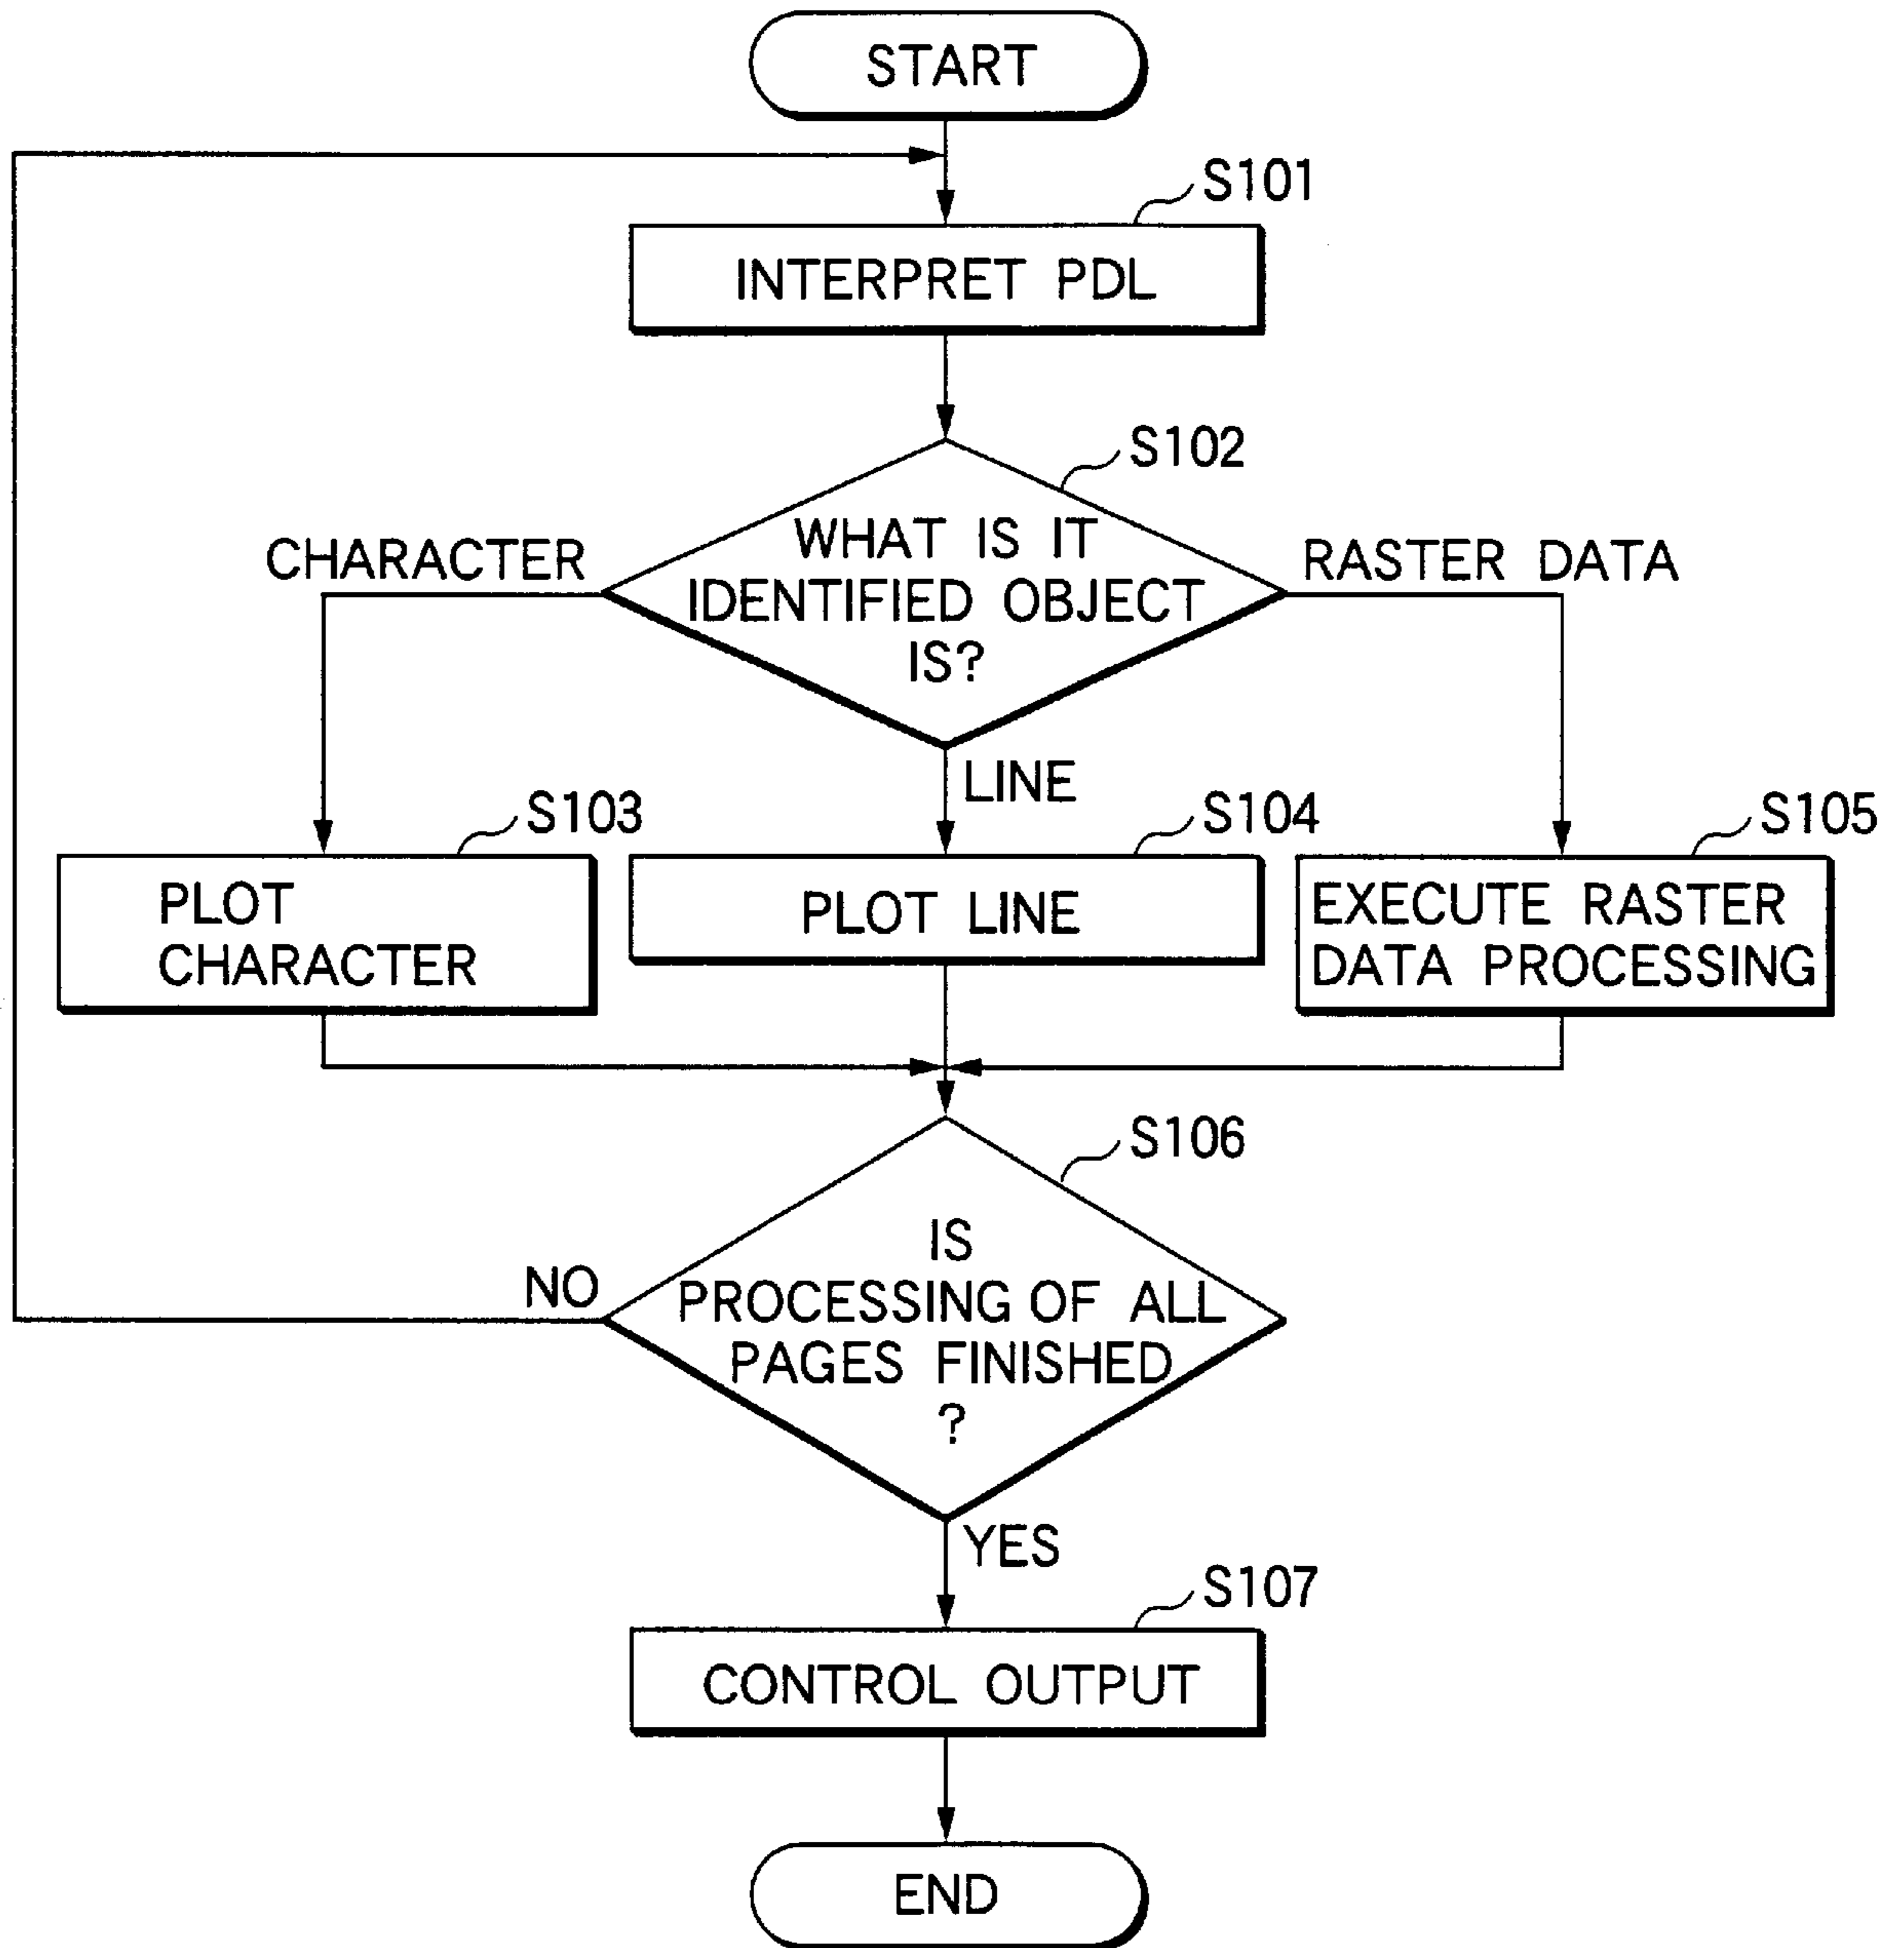 START
S101
INTERPRET PDL
S102
WHAT IS IT
IDENTIFIED OBJECT
IS?
CHARACTER
RASTER DATA
LINE
S103
PLOT
CHARACTER
S104
PLOT LINE
S105
EXECUTE RASTER
DATA PROCESSING
S106
IS
PROCESSING OF ALL
PAGES FINISHED
?
NO
YES
S107
CONTROL OUTPUT
END